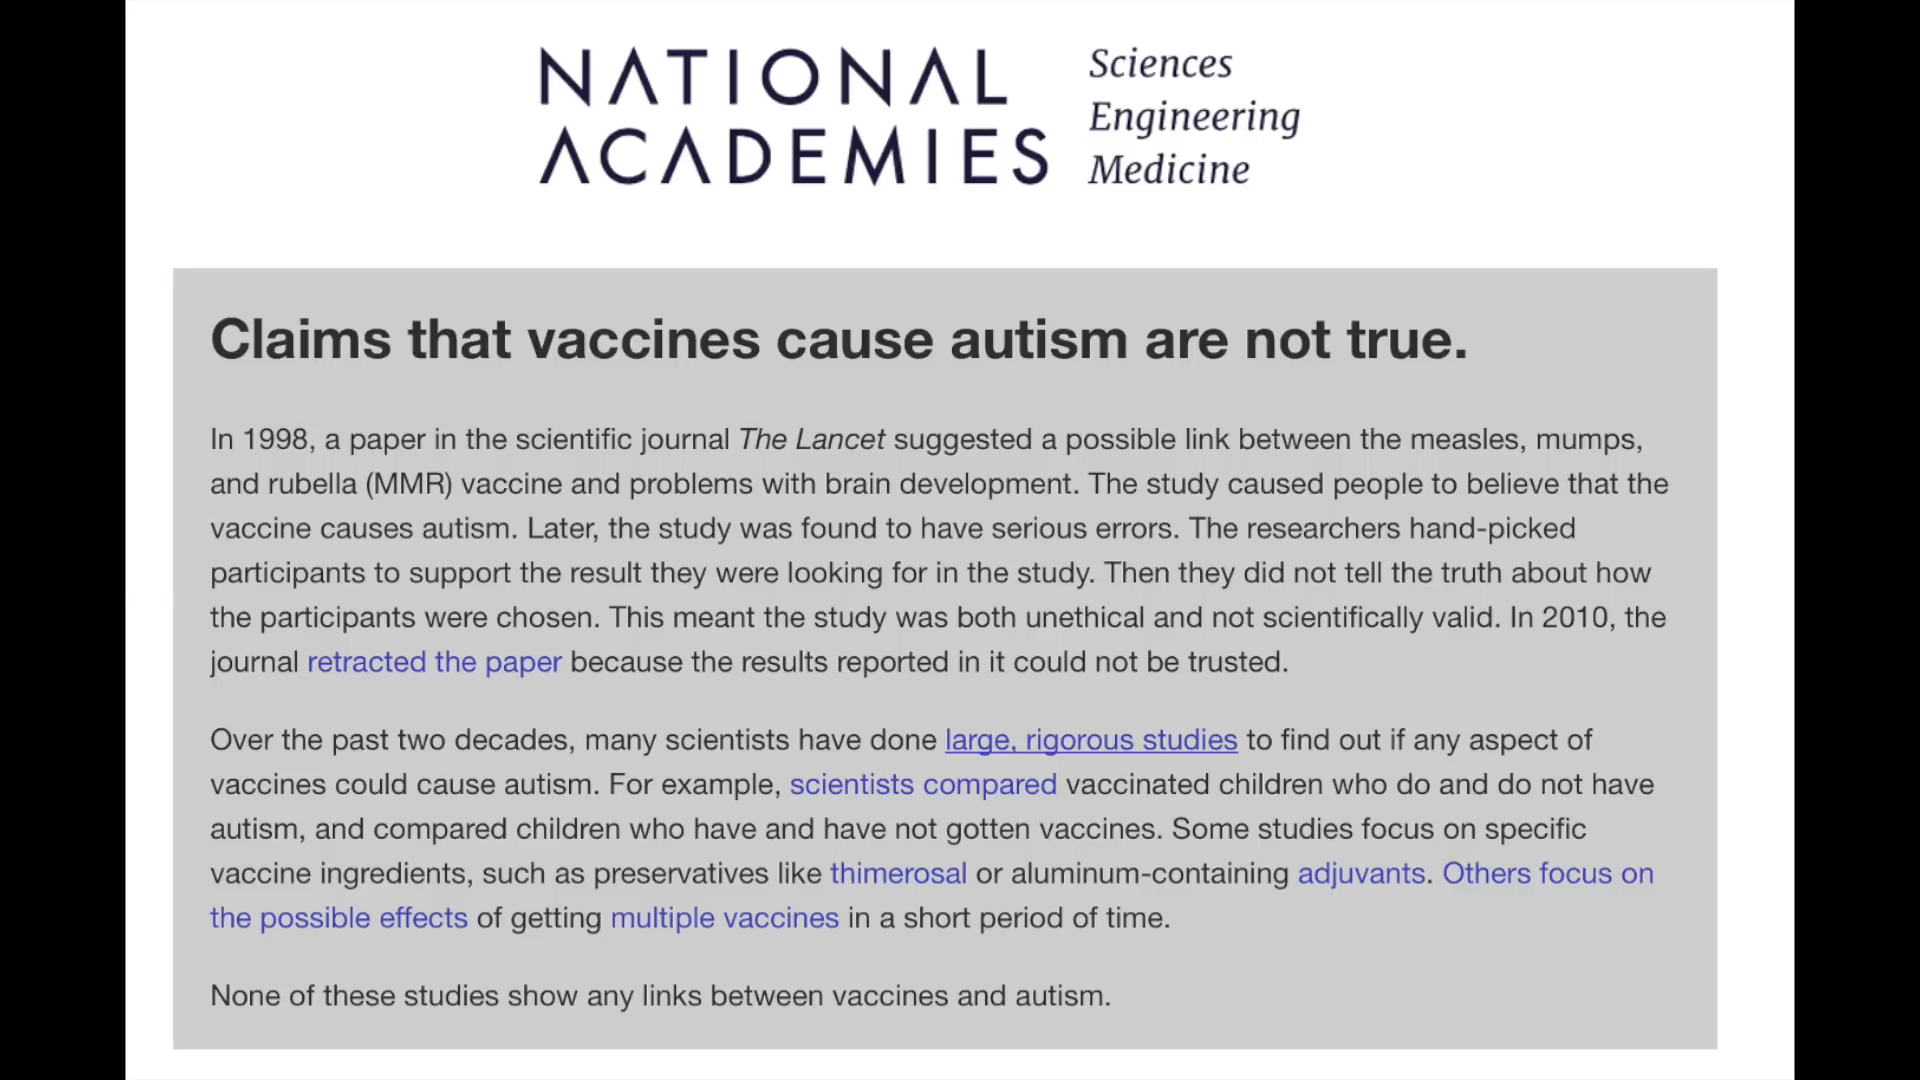 NATIONAL
ACADEMIES
Sciences
Engineering
Medicine
Claims that vaccines cause autism are not true.
In 1998, a paper in the scientific journal The Lancet suggested a possible link between the measles, mumps,
and rubella (MMR) vaccine and problems with brain development. The study caused people to believe that the
vaccine causes autism. Later, the study was found to have serious errors. The researchers hand-picked
participants to support the result they were looking for in the study. Then they did not tell the truth about how
the participants were chosen. This meant the study was both unethical and not scientifically valid. In 2010, the
journal retracted the paper because the results reported in it could not be trusted.
Over the past two decades, many scientists have done large, rigorous studies to find out if any aspect of
vaccines could cause autism. For example, scientists compared vaccinated children who do and do not have
autism, and compared children who have and have not gotten vaccines. Some studies focus on specific
vaccine ingredients, such as preservatives like thimerosal or aluminum-containing adjuvants. Others focus on
the possible effects of getting multiple vaccines in a short period of time.
None of these studies show any links between vaccines and autism.